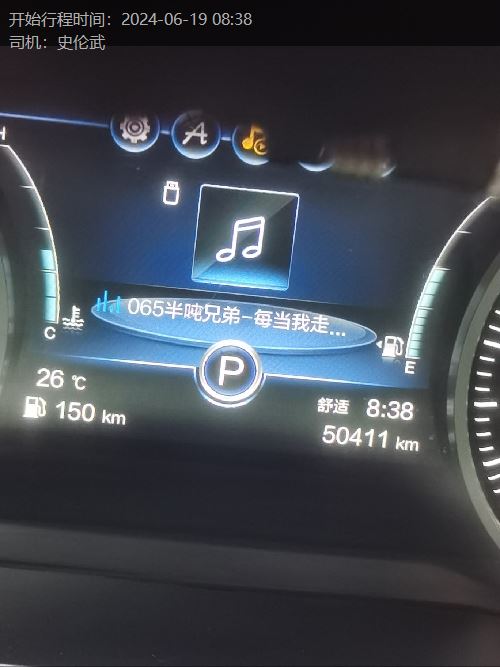 开始行程时间：2024-06-19 08:38
司机：史伦武
H
065半吨兄弟-每当我走...
C
P
E
26 ℃
舒适 8:38
150 km
50411 km